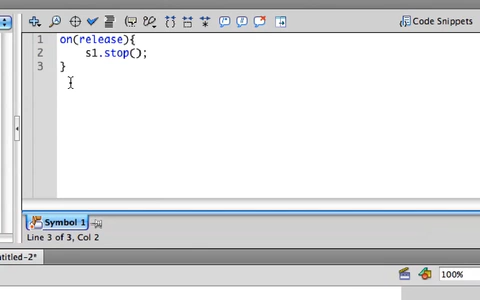 Code Snippets
1 on(release){
2 s1.stop();
3 }
Symbol 1
Line 3 of 3, Col 2
ntitled-2*
100%